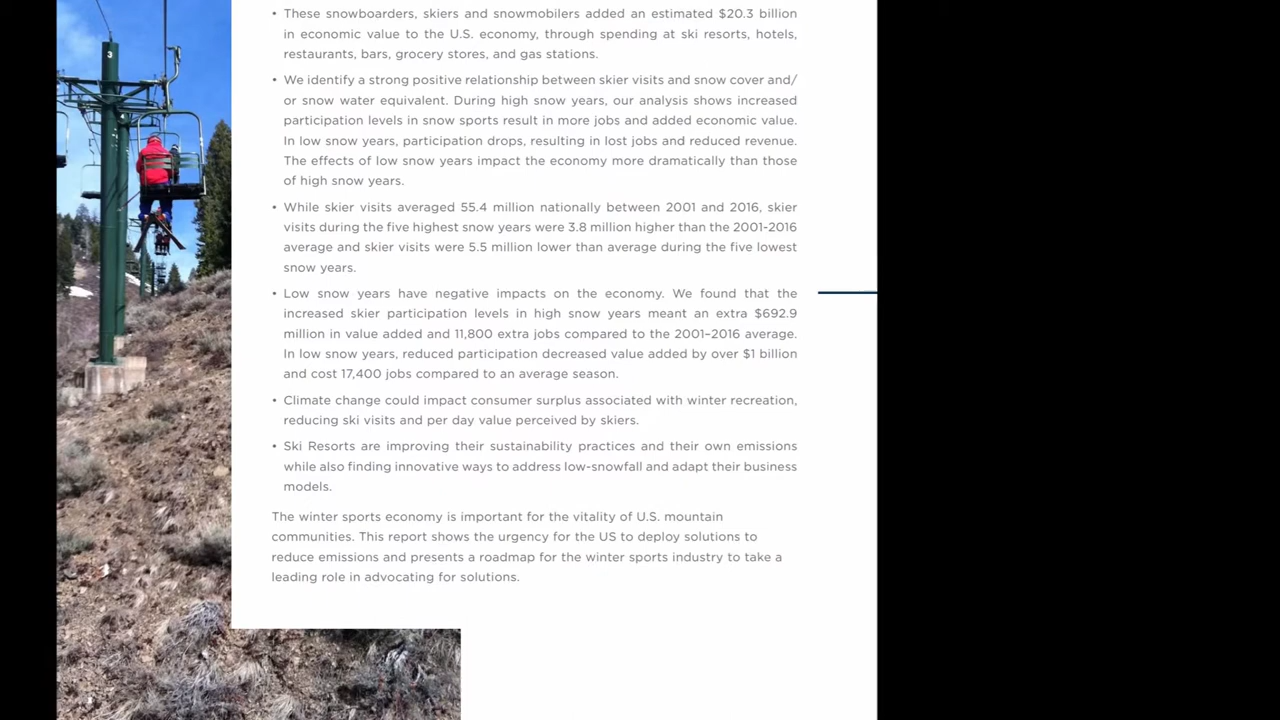 3
• These snowboarders, skiers and snowmobilers added an estimated $20.3 billion
in economic value to the U.S. economy, through spending at ski resorts, hotels,
restaurants, bars, grocery stores, and gas stations.
• We identify a strong positive relationship between skier visits and snow cover and/
or snow water equivalent. During high snow years, our analysis shows increased
participation levels in snow sports result in more jobs and added economic value.
In low snow years, participation drops, resulting in lost jobs and reduced revenue.
The effects of low snow years impact the economy more dramatically than those
of high snow years.
• While skier visits averaged 55.4 million nationally between 2001 and 2016, skier
visits during the five highest snow years were 3.8 million higher than the 2001-2016
average and skier visits were 5.5 million lower than average during the five lowest
snow years.
• Low snow years have negative impacts on the economy. We found that the
increased skier participation levels in high snow years meant an extra $692.9
million in value added and 11,800 extra jobs compared to the 2001–2016 average.
In low snow years, reduced participation decreased value added by over $1 billion
and cost 17,400 jobs compared to an average season.
• Climate change could impact consumer surplus associated with winter recreation,
reducing ski visits and per day value perceived by skiers.
• Ski Resorts are improving their sustainability practices and their own emissions
while also finding innovative ways to address low-snowfall and adapt their business
models.
The winter sports economy is important for the vitality of U.S. mountain
communities. This report shows the urgency for the US to deploy solutions to
reduce emissions and presents a roadmap for the winter sports industry to take a
leading role in advocating for solutions.